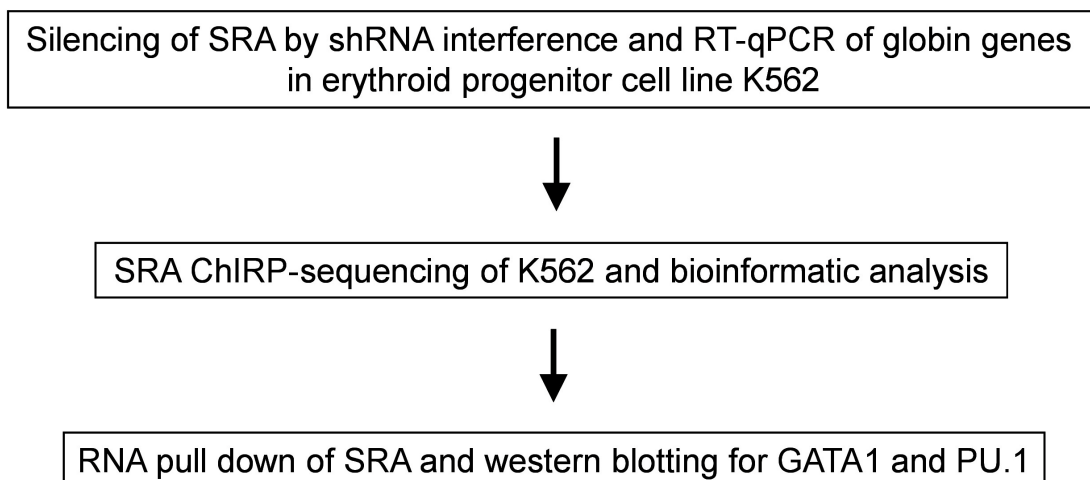 Silencing of SRA by shRNA interference and RT-qPCR of globin genes
in erythroid progenitor cell line K562
SRA ChIRP-sequencing of K562 and bioinformatic analysis
RNA pull down of SRA and western blotting for GATA1 and PU.1